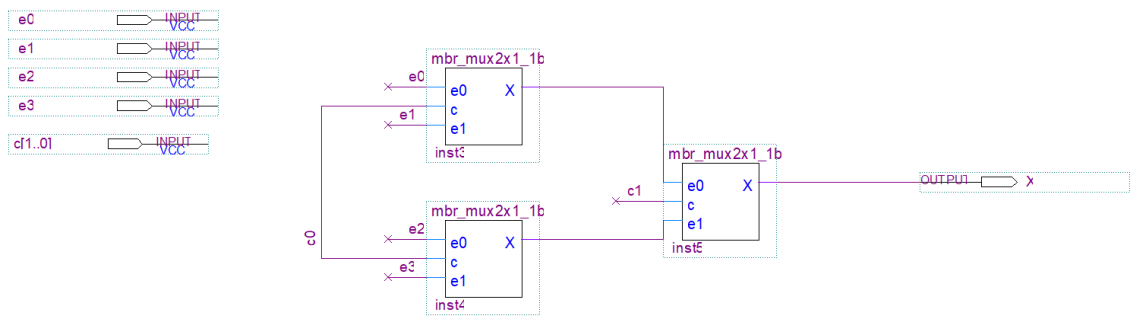 e0 INPUT
VCC
e1 INPUT
VCC
e2 INPUT
VCC
e3 INPUT
VCC
c[1..0] INPUT
VCC
mbr_mux2x1_1b
e0
e0 X
c
e1
e1
inst3
c0
mbr_mux2x1_1b
e2
e0 X
c
e3
e1
inst4
mbr_mux2x1_1b
e0 X
c1
c
e1
inst5
OUTPUT X